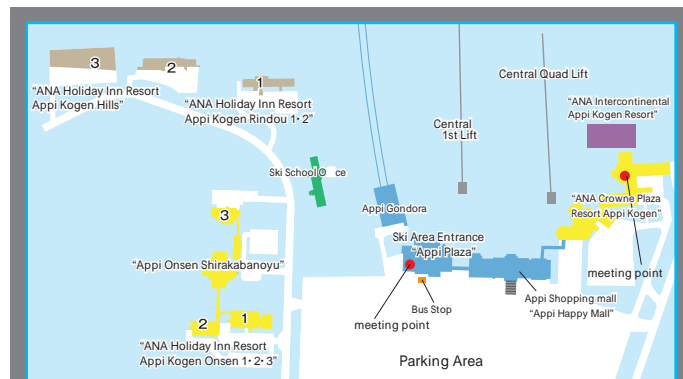 3
2
1
"ANA Holiday Inn Resort
Appi Kogen Hills"
"ANA Holiday Inn Resort
Appi Kogen Rindou 1・2"
Central Quad Lift
Central
1st Lift
"ANA Intercontinental
Appi Kogen Resort"
Ski School O ce
Appi Gondora
"ANA Crowne Plaza
Resort Appi Kogen"
3
Ski Area Entrance
"Appi Plaza"
"Appi Onsen Shirakabanoyu"
meeting point
Appi Shopping mall
"Appi Happy Mall"
Bus Stop
meeting point
2
1
"ANA Holiday Inn Resort
Appi Kogen Onsen 1・2・3"
Parking Area